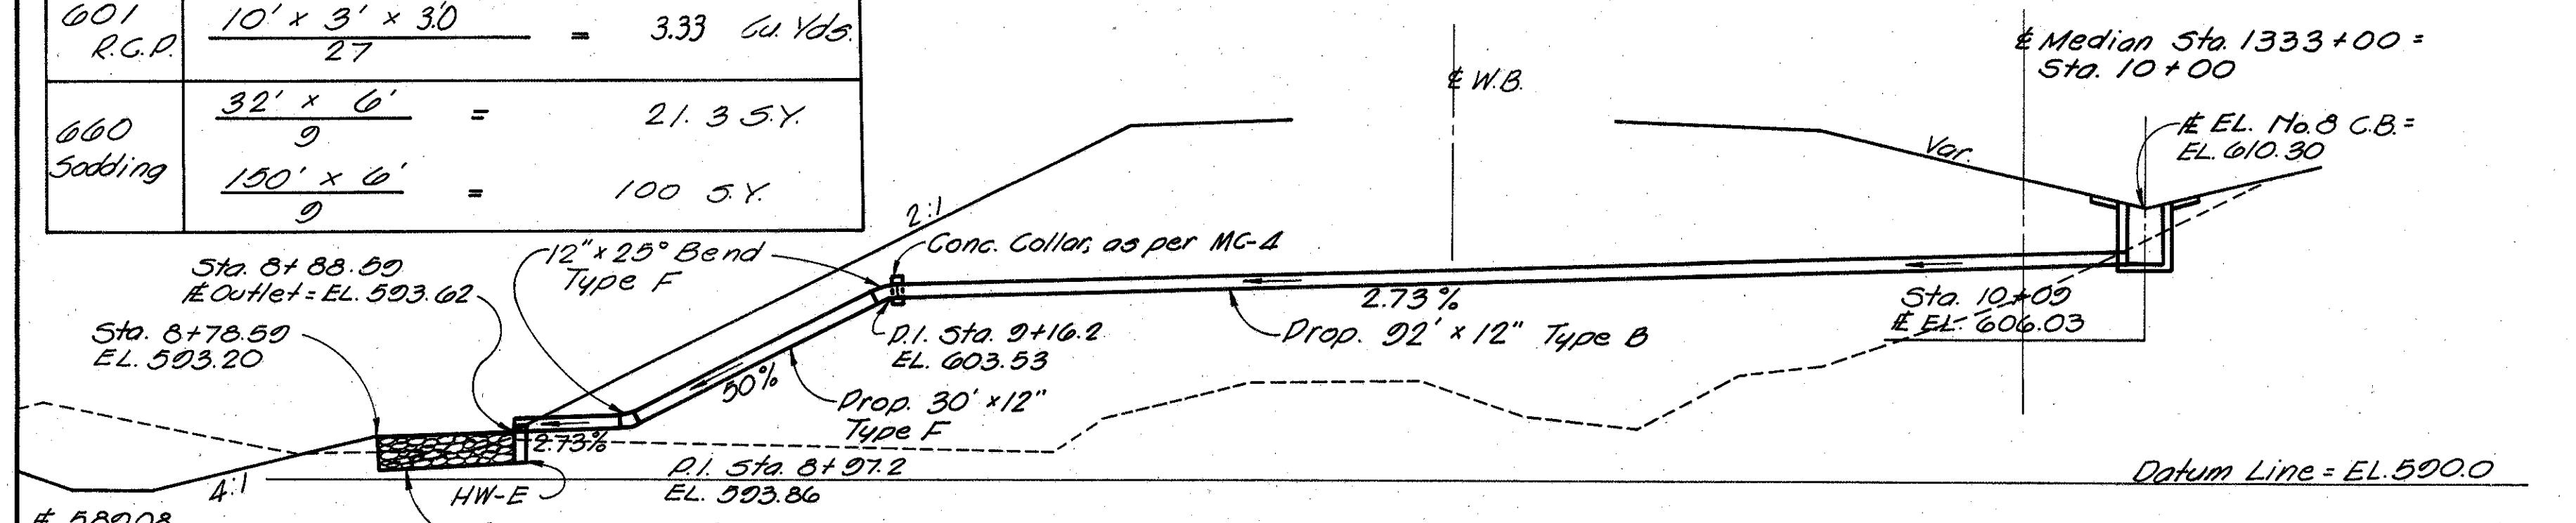 601
R.C.P.
10' x 3' x 3.0
27
= 3.33 Cu. Yds.
660
Sodding
32' x 6'
9
= 21.3 S.Y.
150' x 6'
9
= 100 S.Y.
℄ W.B.
℄ Median Sta. 1333+00 =
Sta. 10+00
EL. No. 8 C.B. =
EL. 610.30
Var.
2:1
12" x 25° Bend
Type F
Conc. Collar, as per MC-4
Sta. 8+88.59
Outlet = EL. 593.62
Sta. 8+78.59
EL. 593.20
P.I. Sta. 9+16.2
EL. 603.53
2.73%
Prop. 92' x 12" Type B
Sta. 10+09
EL. 606.03
50%
Prop. 30' x 12"
Type F
2.73%
P.I. Sta. 8+97.2
EL. 593.86
HW-E
4:1
Datum Line = EL. 590.0